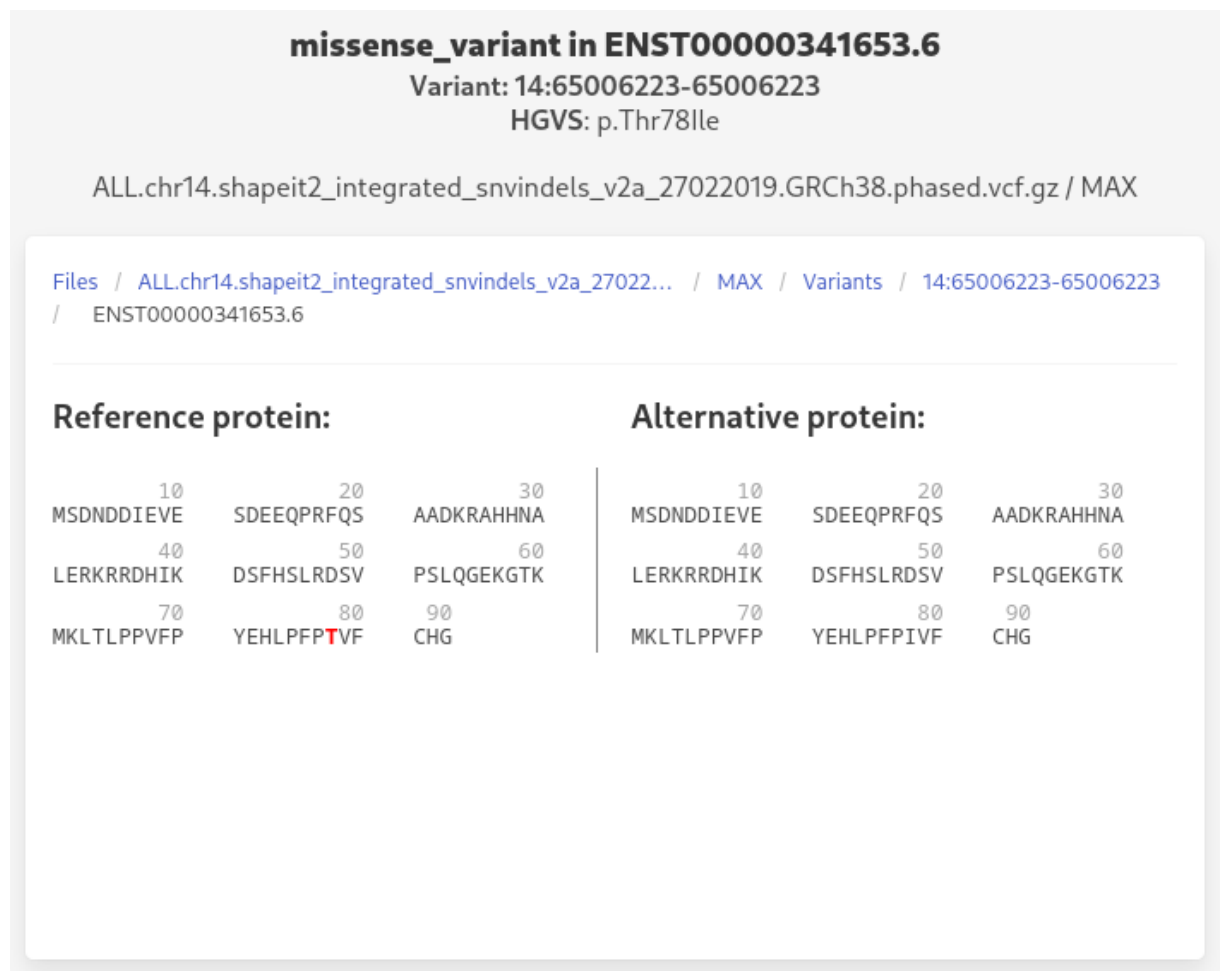 missense_variant in ENST00000341653.6
Variant: 14:65006223-65006223
HGVS: p.Thr78Ile
ALL.chr14.shapeit2_integrated_snvindels_v2a_27022019.GRCh38.phased.vcf.gz / MAX
Files / ALL.chr14.shapeit2_integrated_snvindels_v2a_27022... / MAX / Variants / 14:65006223-65006223
/ ENST00000341653.6
Reference protein:
10 20 30
MSDNDDIEVE SDEEQPRFQS AADKRAHHNA
40 50 60
LERKRRDHIK DSFHSLRDSV PSLQGEKGTK
70 80 90
MKLTLPPVFP YEHLPFPTVF CHG
Alternative protein:
10 20 30
MSDNDDIEVE SDEEQPRFQS AADKRAHHNA
40 50 60
LERKRRDHIK DSFHSLRDSV PSLQGEKGTK
70 80 90
MKLTLPPVFP YEHLPFPIVF CHG